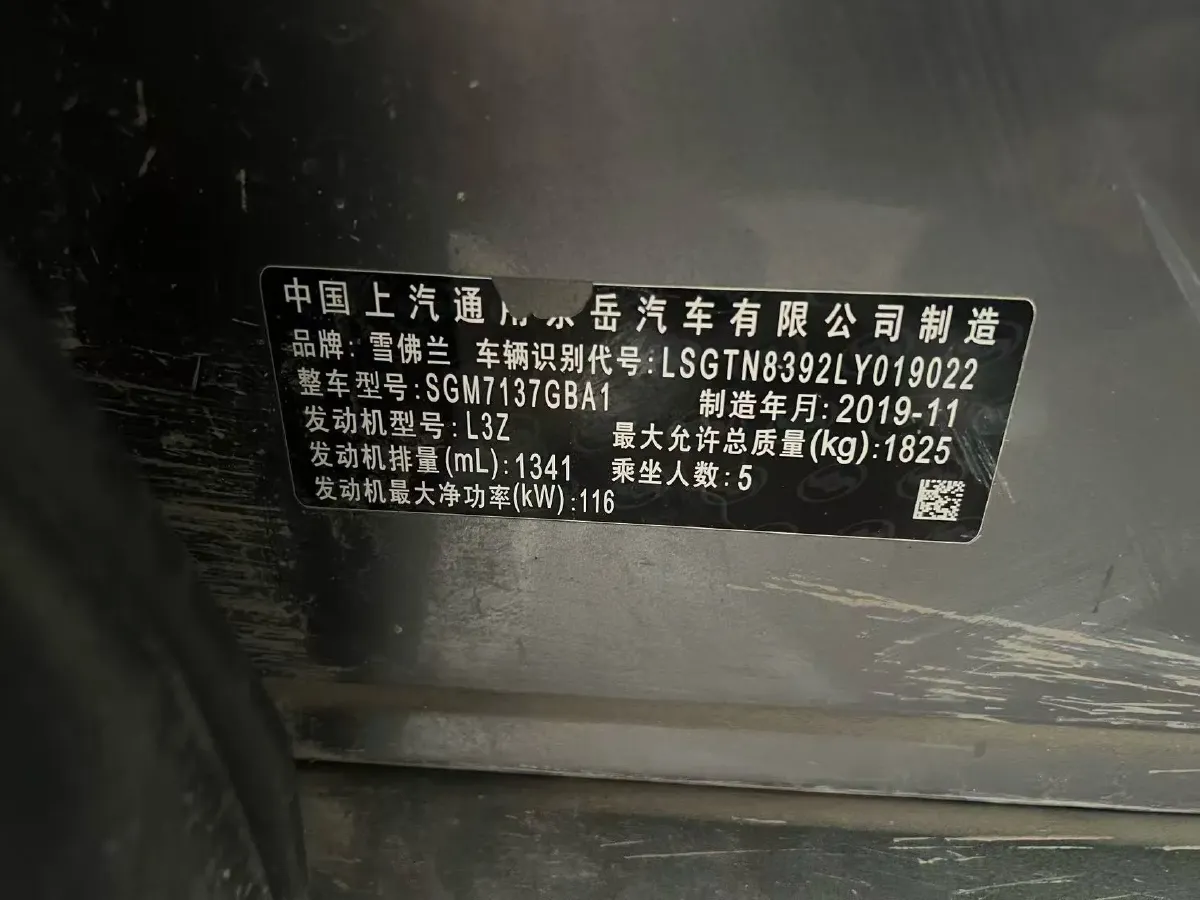 中国上汽通用东岳汽车有限公司制造
品牌: 雪佛兰 车辆识别代号:LSGTN8392LY019022
整车型号:SGM7137GBA1 制造年月:2019-11
发动机型号:L3Z 最大允许总质量(kg):1825
发动机排量(mL):1341 乘坐人数:5
发动机最大净功率(kW):116